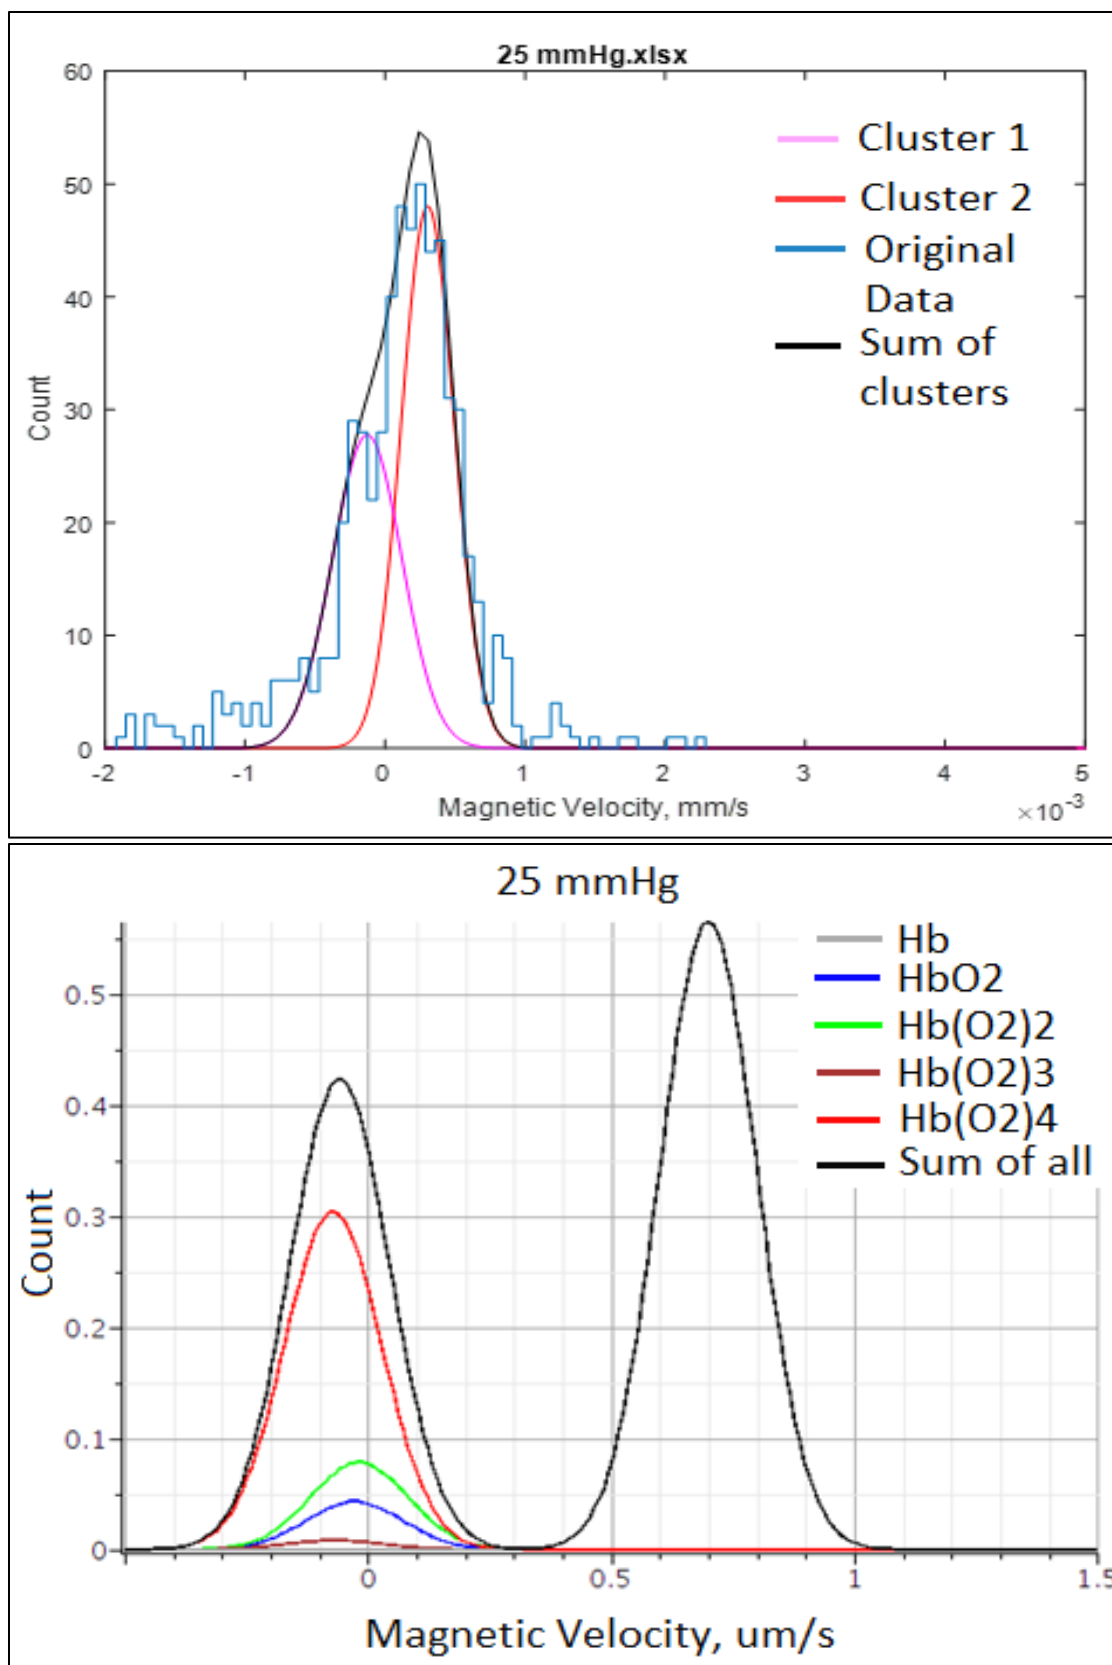 25 mmHg.xlsx
60
50
40
30
20
10
0
Count
Cluster 1
Cluster 2
Original
Data
Sum of
clusters
-2 -1 0 1 2 3 4 5
Magnetic Velocity, mm/s
×10-3
25 mmHg
Hb
HbO2
Hb(O2)2
Hb(O2)3
Hb(O2)4
Sum of all
0.5
0.4
0.3
0.2
0.1
0
Count
0 0.5 1 1.5
Magnetic Velocity, um/s